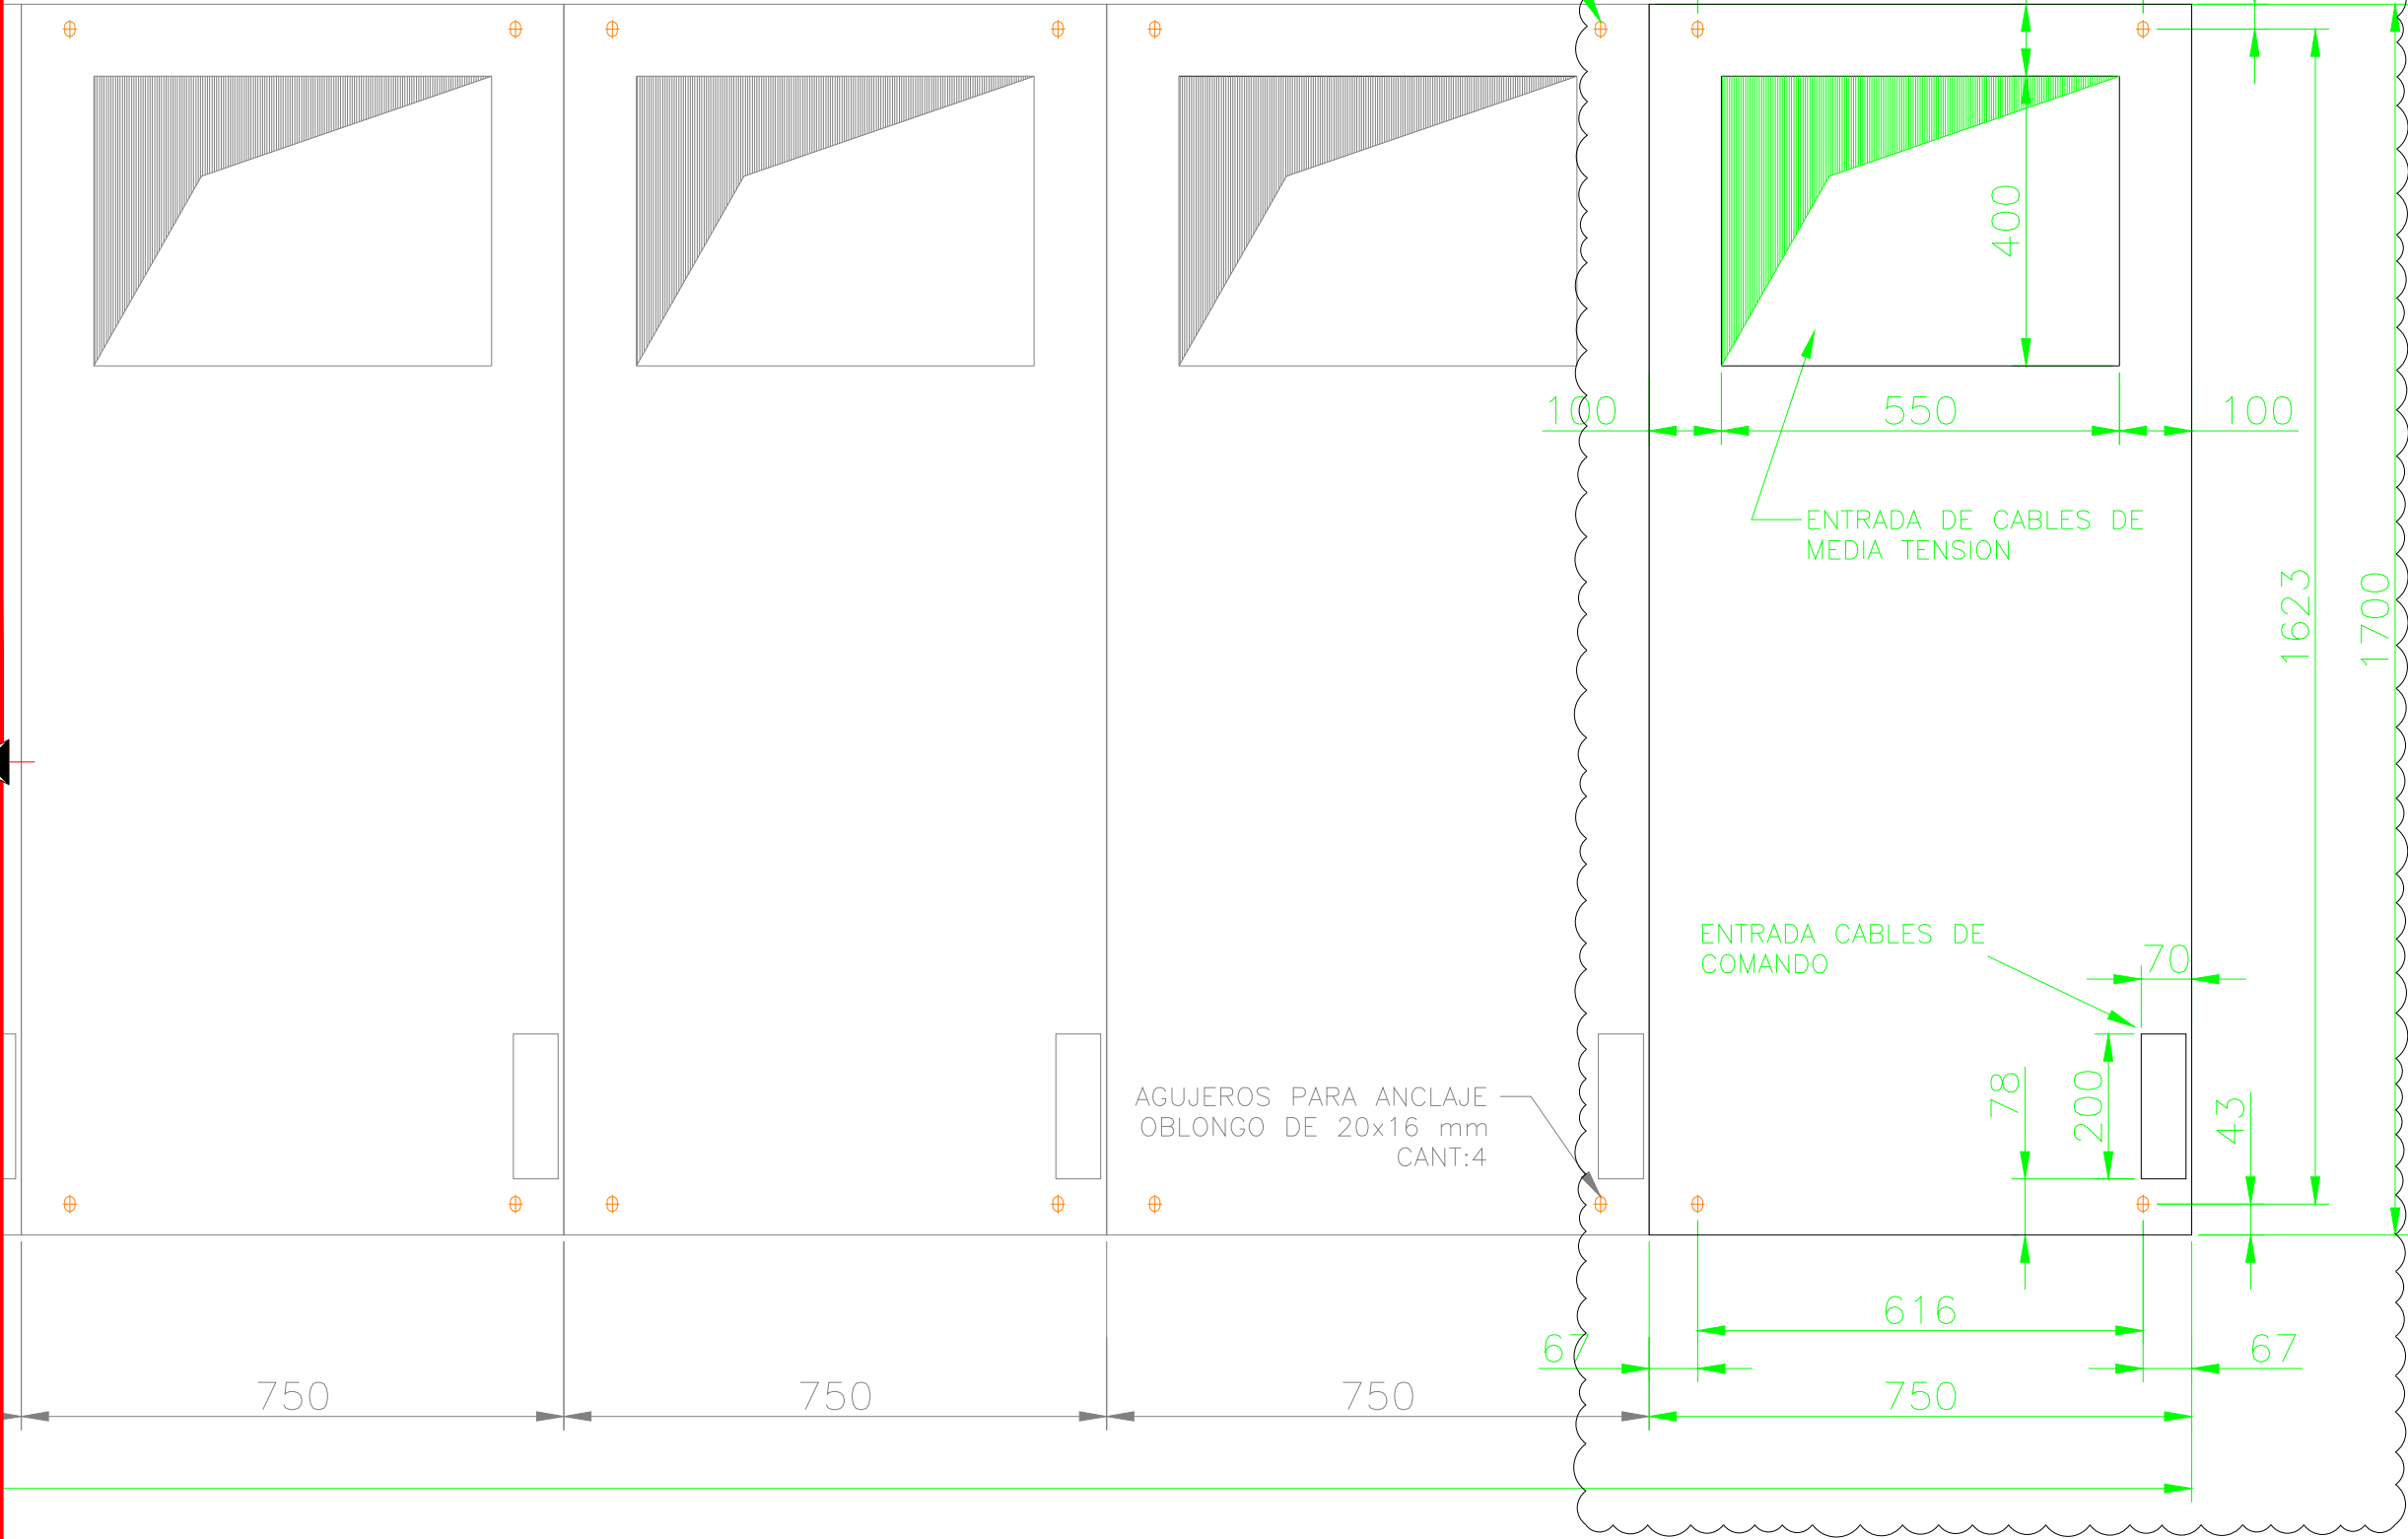 400
100
550
100
ENTRADA DE CABLES DE
MEDIA TENSION
1623
1700
ENTRADA CABLES DE
COMANDO
70
AGUJEROS PARA ANCLAJE
OBLONGO DE 20x16 mm
CANT:4
78
200
43
616
67
67
750
750
750
750